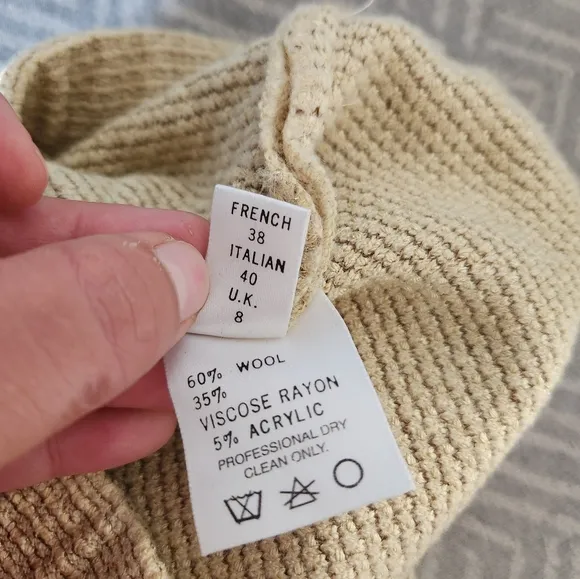 FRENCH
38
ITALIAN
40
U.K.
8
60% WOOL
35%
VISCOSE RAYON
5% ACRYLIC
PROFESSIONAL DRY
CLEAN ONLY.